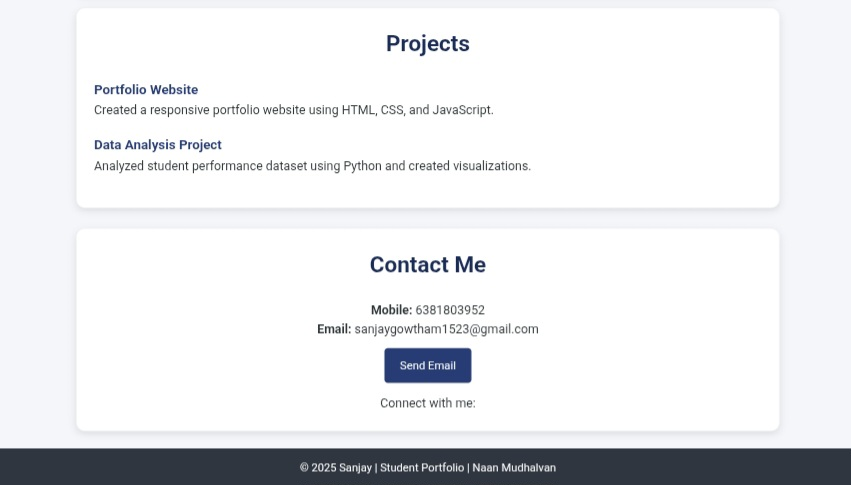 Projects
Portfolio Website
Created a responsive portfolio website using HTML, CSS, and JavaScript.
Data Analysis Project
Analyzed student performance dataset using Python and created visualizations.
Contact Me
Mobile: 6381803952
Email: sanjaygowtham1523@gmail.com
Send Email
Connect with me:
© 2025 Sanjay | Student Portfolio | Naan Mudhalvan